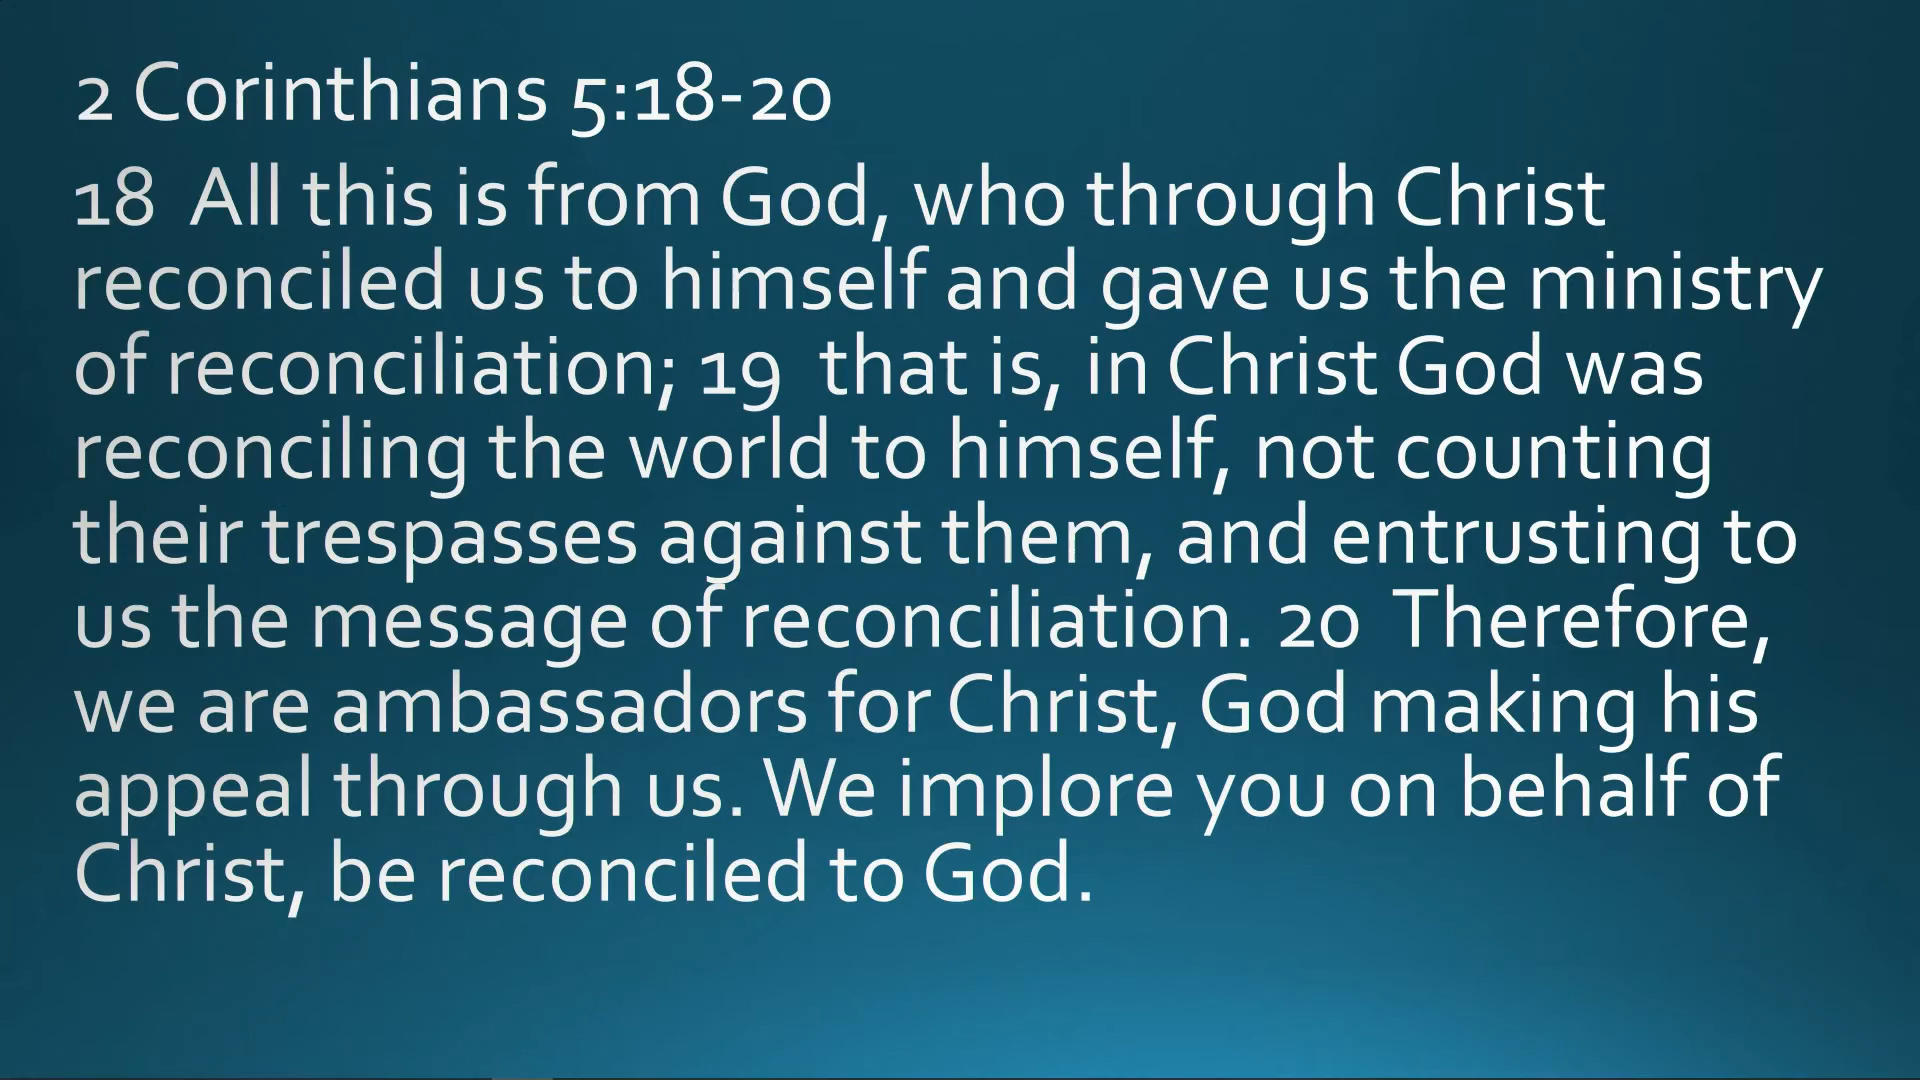 2 Corinthians 5:18-20
18  All this is from God, who through Christ
reconciled us to himself and gave us the ministry
of reconciliation; 19  that is, in Christ God was
reconciling the world to himself, not counting
their trespasses against them, and entrusting to
us the message of reconciliation. 20  Therefore,
we are ambassadors for Christ, God making his
appeal through us. We implore you on behalf of
Christ, be reconciled to God.